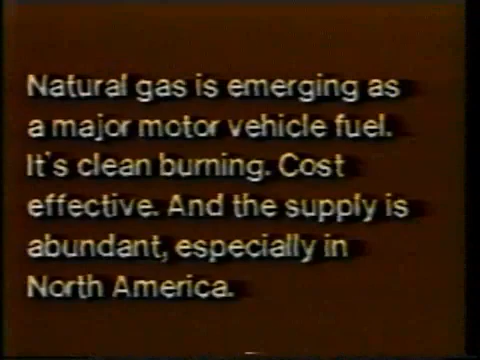 Natural gas is emerging as
a major motor vehicle fuel.
It's clean burning. Cost
effective. And the supply is
abundant, especially in
North America.